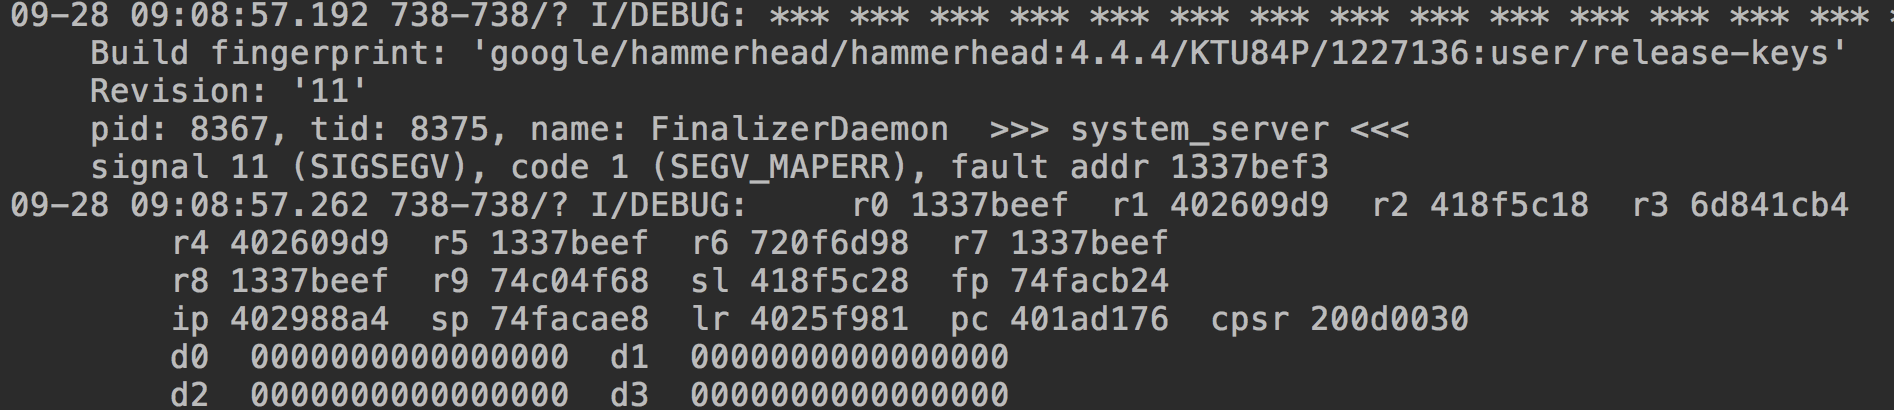 09-28 09:08:57.192 738-738/? I/DEBUG: *** *** *** *** *** *** *** *** *** *** *** *** *** ***
Build fingerprint: 'google/hammerhead/hammerhead:4.4.4/KTU84P/1227136:user/release-keys'
Revision: '11'
pid: 8367, tid: 8375, name: FinalizerDaemon  >>> system_server <<<
signal 11 (SIGSEGV), code 1 (SEGV_MAPERR), fault addr 1337bef3
09-28 09:08:57.262 738-738/? I/DEBUG:     r0 1337beef  r1 402609d9  r2 418f5c18  r3 6d841cb4
r4 402609d9  r5 1337beef  r6 720f6d98  r7 1337beef
r8 1337beef  r9 74c04f68  sl 418f5c28  fp 74facb24
ip 402988a4  sp 74facae8  lr 4025f981  pc 401ad176  cpsr 200d0030
d0  0000000000000000  d1  0000000000000000
d2  0000000000000000  d3  0000000000000000